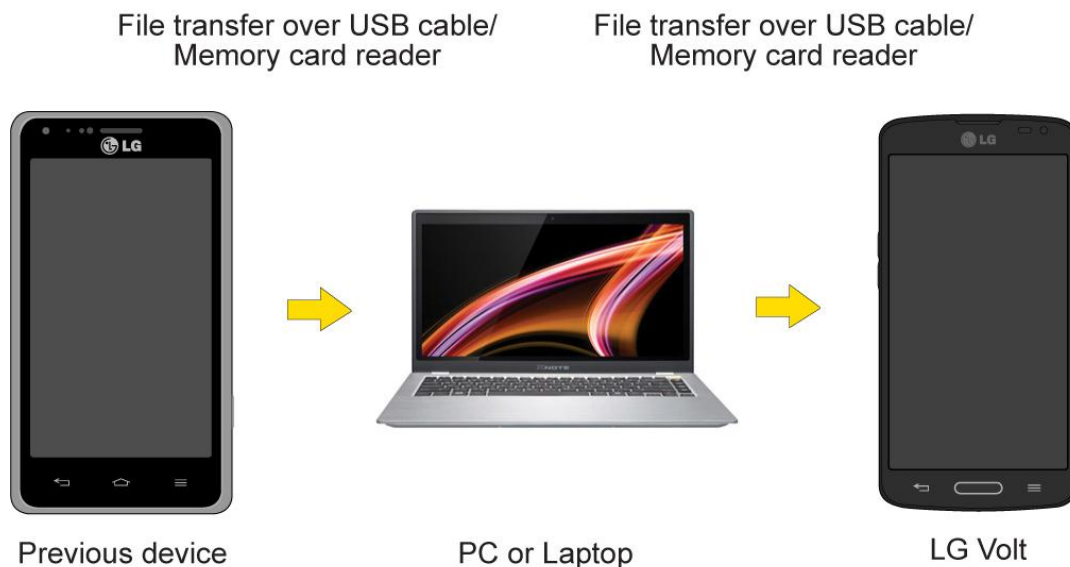 File transfer over USB cable/
Memory card reader
File transfer over USB cable/
Memory card reader
LG
LG
XNOTE
Previous device
PC or Laptop
LG Volt